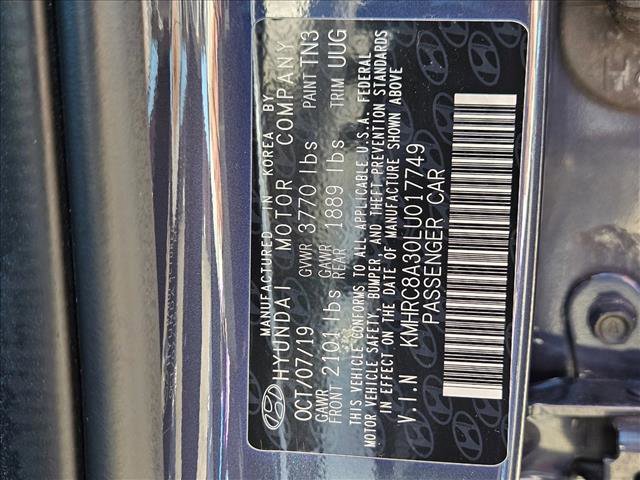 MANUFACTURED IN KOREA BY
HYUNDAI MOTOR COMPANY
OCT/07/19 GVWR 3770 lbs PAINT TN3
GAWR FRONT 2101lbs GAWR REAR 1889 lbs TRIM UUG
THIS VEHICLE CONFORMS TO ALL APPLICABLE U.S.A. FEDERAL
MOTOR VEHICLE SAFETY, BUMPER, AND THEFT PREVENTION STANDARDS
IN EFFECT ON THE DATE OF MANUFACTURE SHOWN ABOVE
V.I.N KMHRC8A30LU017749
PASSENGER CAR